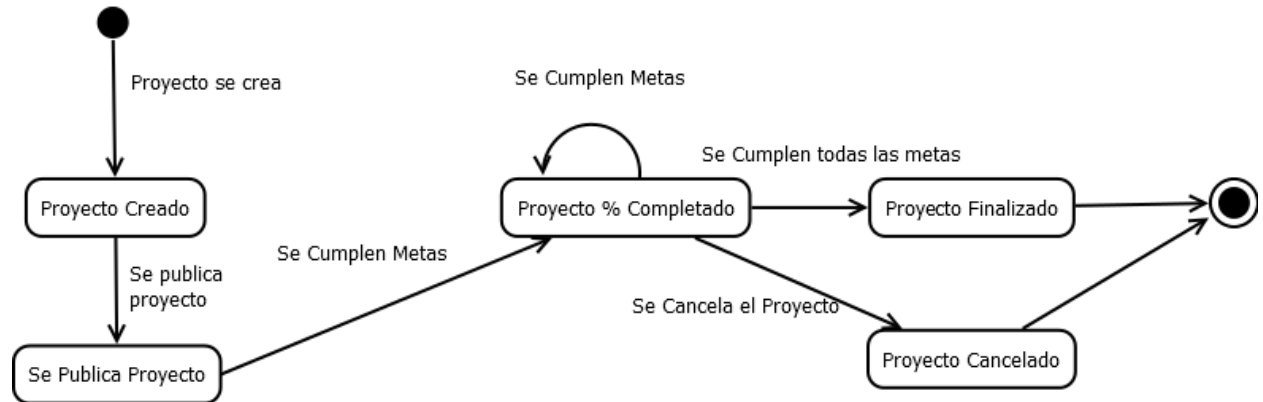 Proyecto se crea
Se Cumplen Metas
Se Cumplen todas las metas
Proyecto Creado
Proyecto % Completado
Proyecto Finalizado
Se Cumplen Metas
Se publica
proyecto
Se Cancela el Proyecto
Se Publica Proyecto
Proyecto Cancelado